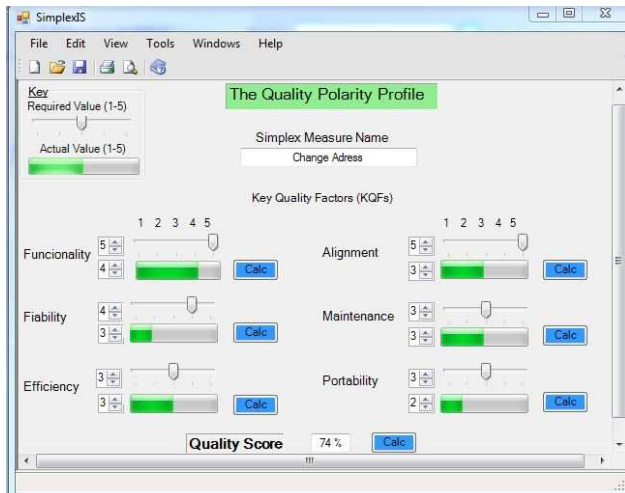 SimplexIS
File Edit View Tools Windows Help
Key
Required Value (1-5)
Actual Value (1-5)
The Quality Polarity Profile
Simplex Measure Name
Change Adress
Key Quality Factors (KQFs)
1 2 3 4 5 1 2 3 4 5
Funcionality 5 4 Calc Alignment 5 3 Calc
Fiability 4 3 Calc Maintenance 3 3 Calc
Efficiency 3 3 Calc Portability 3 2 Calc
Quality Score 74 % Calc